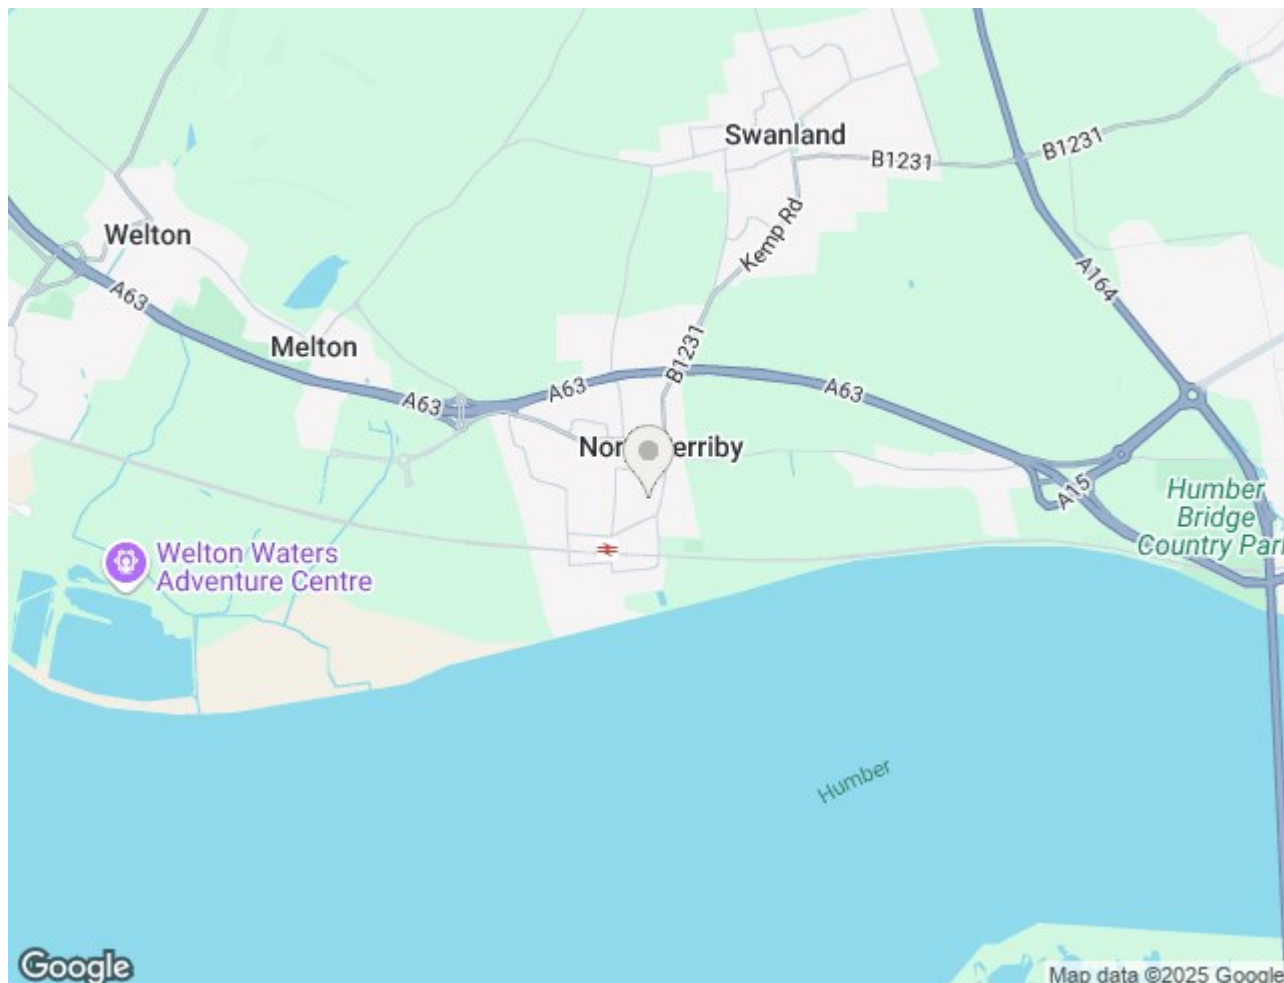 Swanland
B1231
B1231
Kemp Rd
Welton
A63
A164
Melton
B1231
A63
A63
A63
Nor erriby
A15
Humber
Bridge
Country Par
Welton Waters
Adventure Centre
Humber
Google
Map data ©2025 Google